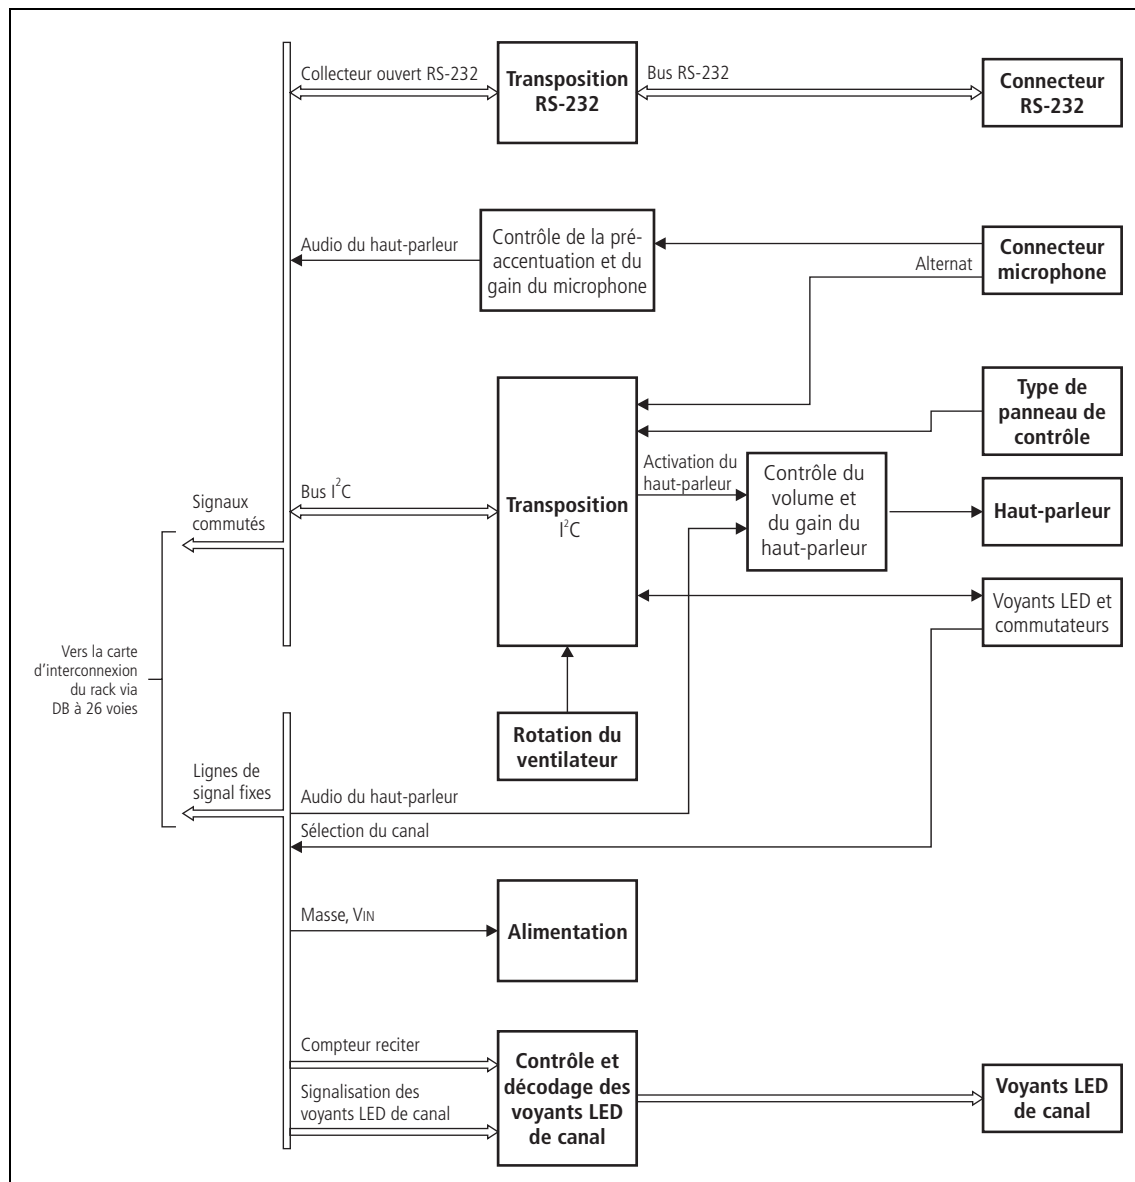 Collecteur ouvert RS-232
Transposition
RS-232
Bus RS-232
Connecteur
RS-232
Audio du haut-parleur
Contrôle de la pré-
accentuation et du
gain du microphone
Alternat
Connecteur
microphone
Type de
panneau de
contrôle
Signaux
commutés
Bus I²C
Transposition
I²C
Activation du
haut-parleur
Contrôle du
volume et
du gain du
haut-parleur
Haut-parleur
Voyants LED et
commutateurs
Vers la carte
d'interconnexion
du rack via
DB à 26 voies
Rotation du
ventilateur
Lignes de
signal fixes
Audio du haut-parleur
Sélection du canal
Masse, VIN
Alimentation
Compteur reciter
Signalisation des
voyants LED de canal
Contrôle et
décodage des
voyants LED
de canal
Voyants LED
de canal